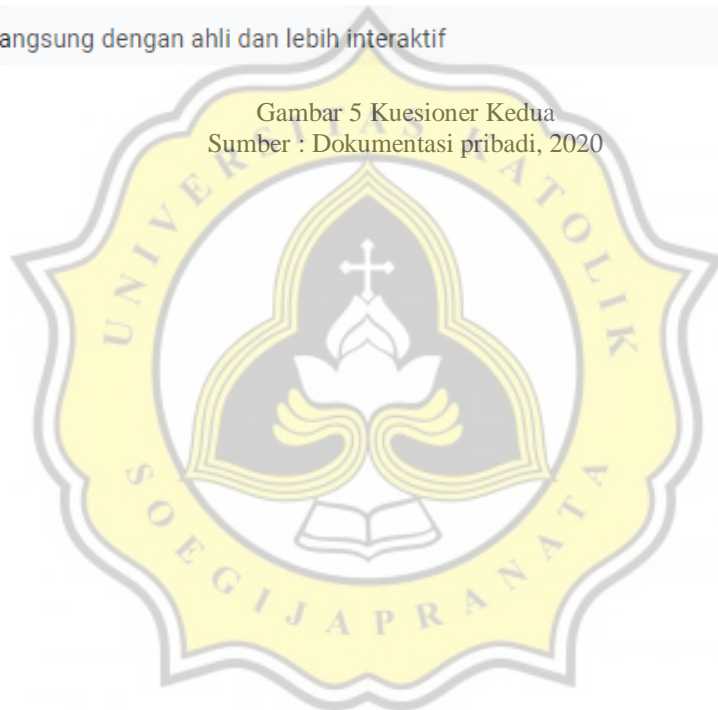 angsung dengan ahli dan lebih interaktif
Gambar 5 Kuesioner Kedua
Sumber : Dokumentasi pribadi, 2020
UNIVERSITAS KATOLIK
SOEGIJAPRANATA